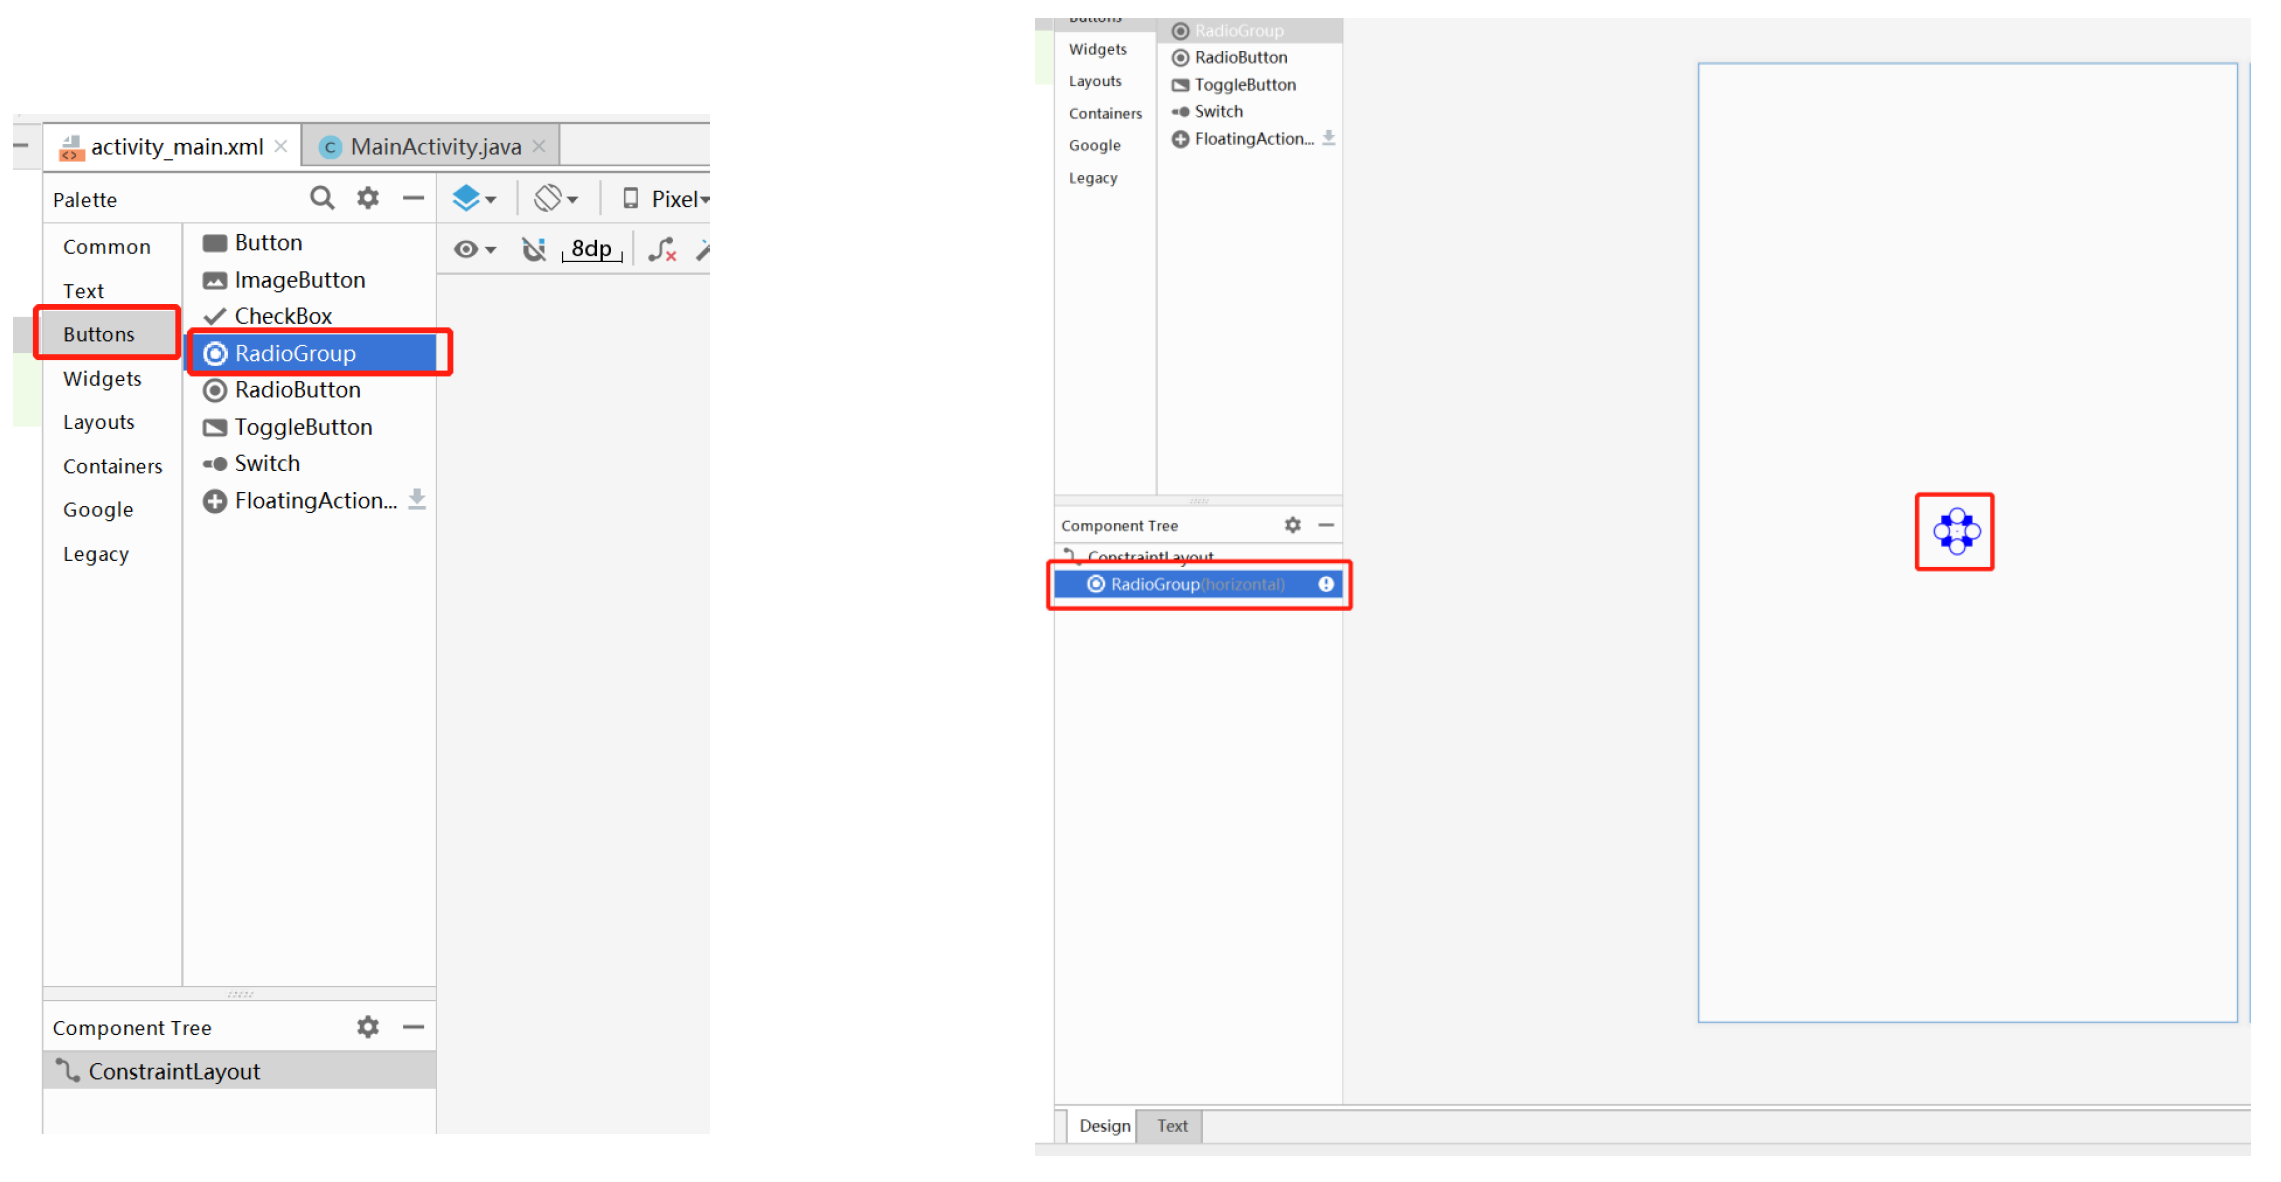 activity_main.xml
MainActivity.java
Palette
Pixel
8dp
Common
Text
Buttons
Widgets
Layouts
Containers
Google
Legacy
Button
ImageButton
CheckBox
RadioGroup
RadioButton
ToggleButton
Switch
FloatingAction...
Component Tree
ConstraintLayout
Buttons
Widgets
Layouts
Containers
Google
Legacy
RadioGroup
RadioButton
ToggleButton
Switch
FloatingAction...
Component Tree
ConstraintLayout
RadioGroup(horizontal)
Design
Text